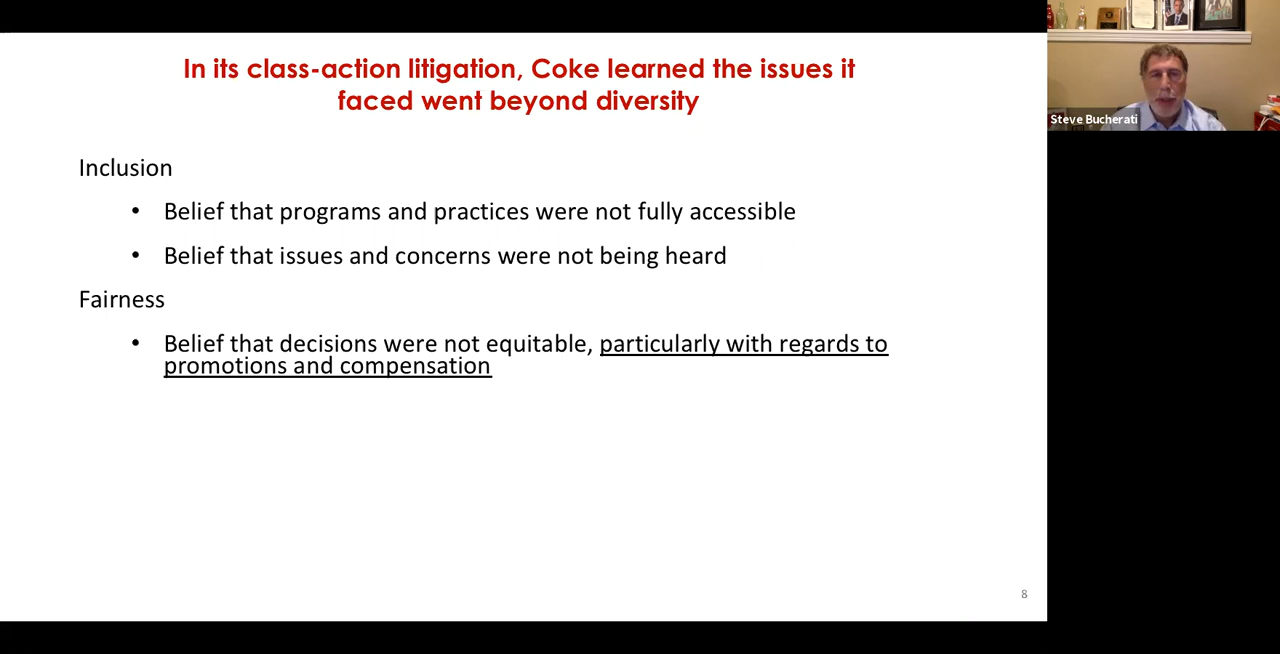 In its class-action litigation, Coke learned the issues it
faced went beyond diversity
Steve Bucherati
Inclusion
• Belief that programs and practices were not fully accessible
• Belief that issues and concerns were not being heard
Fairness
• Belief that decisions were not equitable, particularly with regards to
promotions and compensation
8